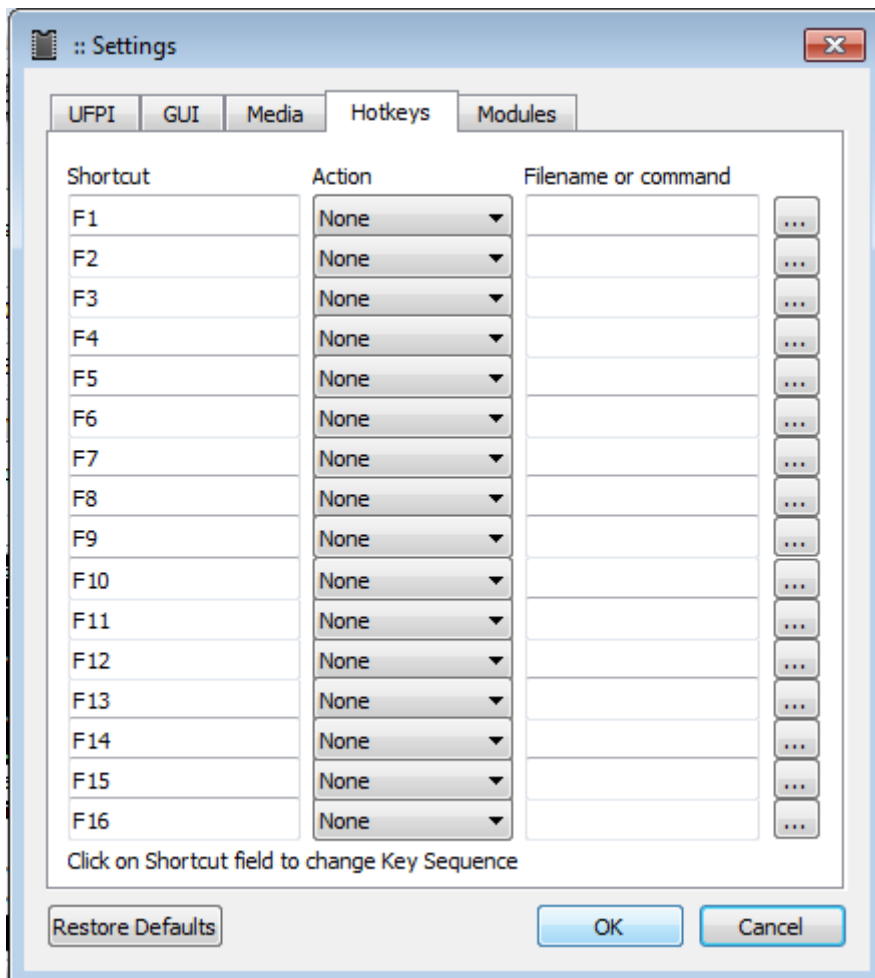 :: Settings
UFPI GUI Media Hotkeys Modules
Shortcut Action Filename or command
F1 None ...
F2 None ...
F3 None ...
F4 None ...
F5 None ...
F6 None ...
F7 None ...
F8 None ...
F9 None ...
F10 None ...
F11 None ...
F12 None ...
F13 None ...
F14 None ...
F15 None ...
F16 None ...
Click on Shortcut field to change Key Sequence
Restore Defaults OK Cancel